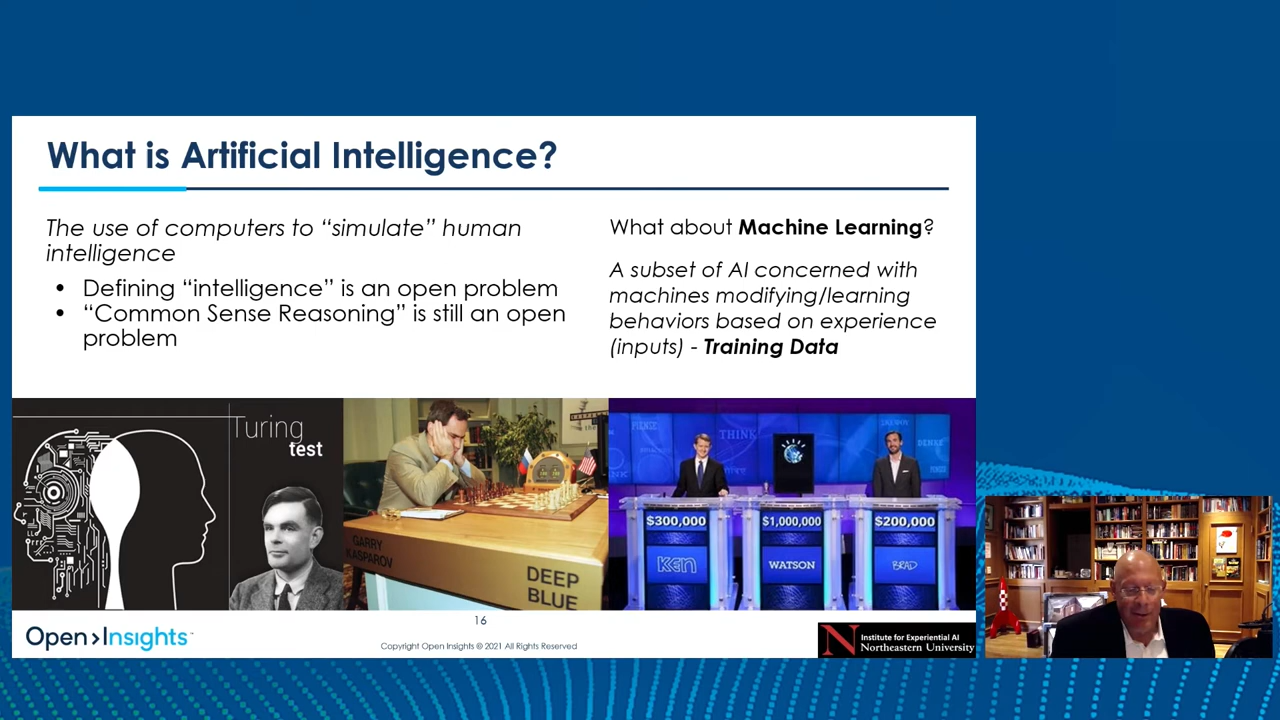 What is Artificial Intelligence?
The use of computers to “simulate” human
intelligence
• Defining “intelligence” is an open problem
• “Common Sense Reasoning” is still an open
problem
What about Machine Learning?
A subset of AI concerned with
machines modifying/learning
behaviors based on experience
(inputs) - Training Data
Turing
test
GARRY
KASPAROV
DEEP
BLUE
THINK
$300,000
$1,000,000
$200,000
KEN
WATSON
BRAD
Open>Insights
16
Copyright Open Insights © 2021 All Rights Reserved
N
Institute for Experiential AI
Northeastern University